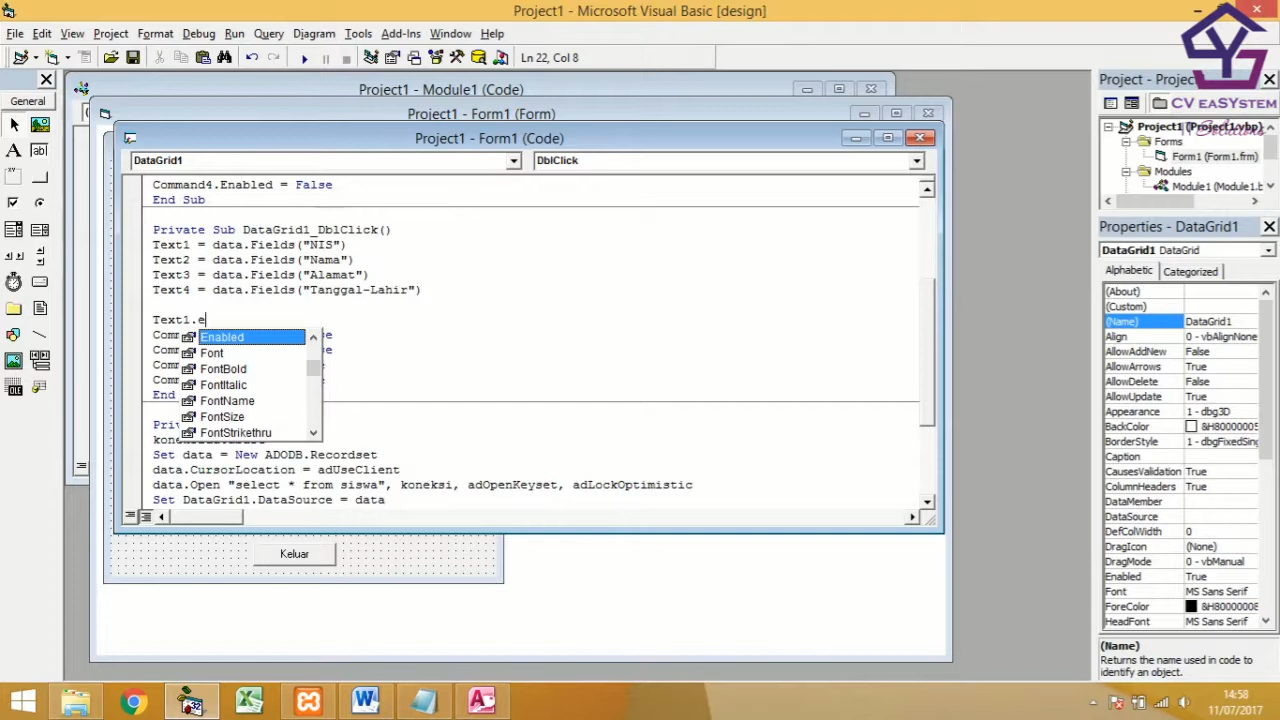 Project1 - Microsoft Visual Basic [design]
File Edit View Project Format Debug Run Query Diagram Tools Add-Ins Window Help
Ln 22, Col 8
General
Project1 - Module1 (Code)
Project1 - Form1 (Form)
Project1 - Form1 (Code)
DataGrid1
DblClick
Command4.Enabled = False
End Sub
Private Sub DataGrid1_DblClick()
Text1 = data.Fields("NIS")
Text2 = data.Fields("Nama")
Text3 = data.Fields("Alamat")
Text4 = data.Fields("Tanggal-Lahir")
Text1.e
Enabled
Font
FontBold
FontItalic
FontName
FontSize
FontStrikethru
End
Set data = New ADODB.Recordset
data.CursorLocation = adUseClient
data.Open "select * from siswa", koneksi, adOpenKeyset, adLockOptimistic
Set DataGrid1.DataSource = data
Keluar
Project - Proje
CV eaSYstem
Solutions
Project1 (Project1.vbp)
Forms
Form1 (Form1.frm)
Modules
Module1 (Module1.b
Properties - DataGrid1
DataGrid1 DataGrid
Alphabetic Categorized
(About)
(Custom)
(Name) DataGrid1
Align 0 - vbAlignNone
AllowAddNew False
AllowArrows True
AllowDelete False
AllowUpdate True
Appearance 1 - dbg3D
BackColor &H80000005
BorderStyle 1 - dbgFixedSing
Caption
CausesValidation True
ColumnHeaders True
DataMember
DataSource
DefColWidth 0
DragIcon (None)
DragMode 0 - vbManual
Enabled True
Font MS Sans Serif
ForeColor &H80000008
HeadFont MS Sans Serif
(Name)
Returns the name used in code to
identify an object.
14:58
11/07/2017